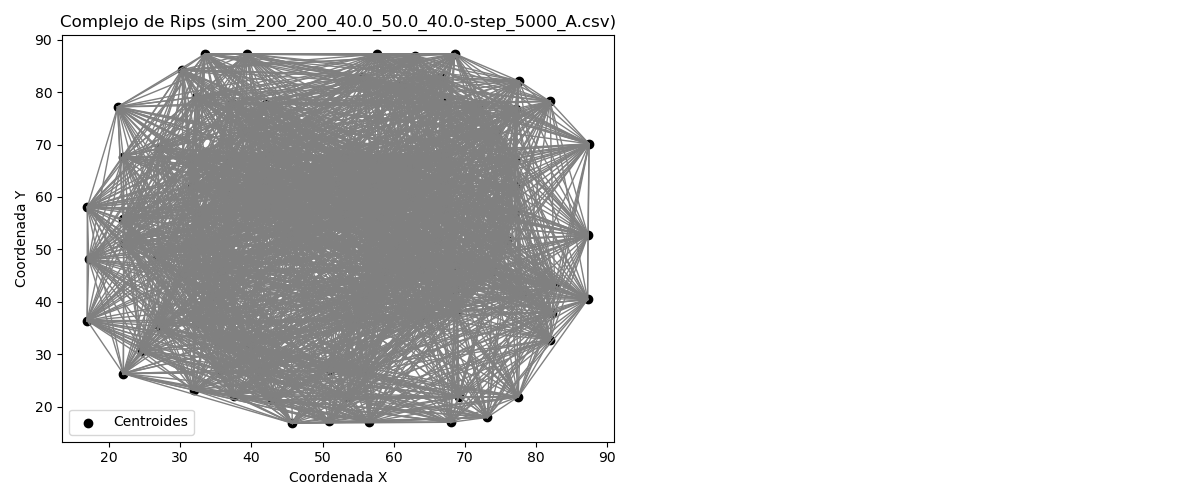 Complejo de Rips (sim_200_200_40.0_50.0_40.0-step_5000_A.csv)
90
80
70
60
50
40
30
20
Coordenada Y
Centroides
20 30 40 50 60 70 80 90
Coordenada X